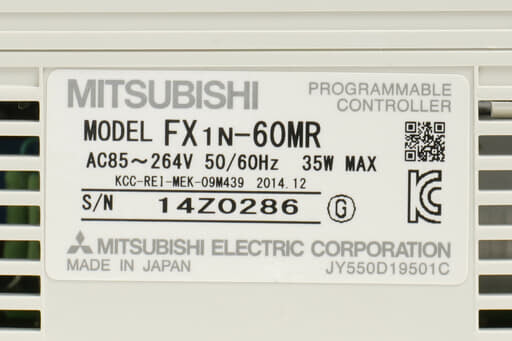 MITSUBISHI
PROGRAMMABLE
CONTROLLER
MODEL FX1N-60MR
AC85~264V 50/60Hz 35W MAX
KCC-REI-MEK-09M439 2014.12
S/N 14Z0286 G
MITSUBISHI ELECTRIC CORPORATION
MADE IN JAPAN JY550D19501C